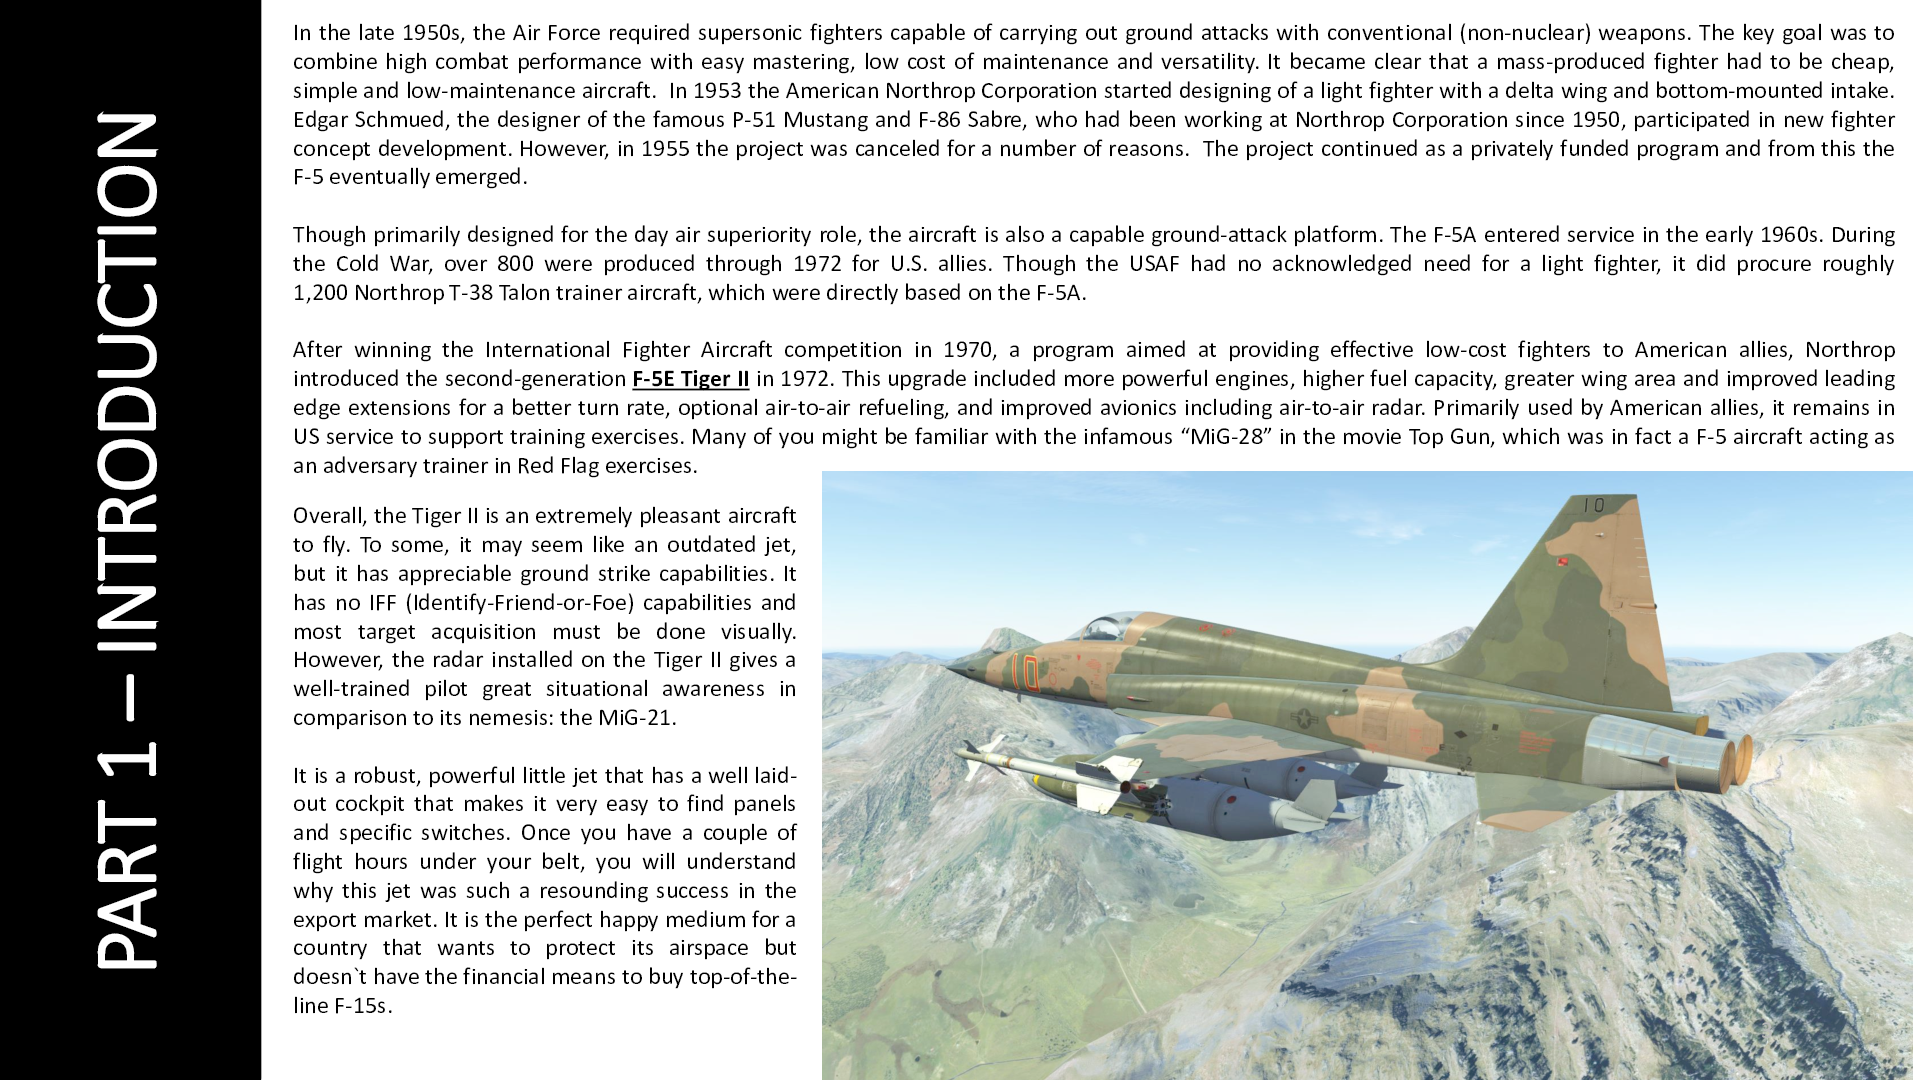 PART 1 – INTRODUCTION
In the late 1950s, the Air Force required supersonic fighters capable of carrying out ground attacks with conventional (non-nuclear) weapons. The key goal was to
combine high combat performance with easy mastering, low cost of maintenance and versatility. It became clear that a mass-produced fighter had to be cheap,
simple and low-maintenance aircraft.  In 1953 the American Northrop Corporation started designing of a light fighter with a delta wing and bottom-mounted intake.
Edgar Schmued, the designer of the famous P-51 Mustang and F-86 Sabre, who had been working at Northrop Corporation since 1950, participated in new fighter
concept development. However, in 1955 the project was canceled for a number of reasons.  The project continued as a privately funded program and from this the
F-5 eventually emerged.
Though primarily designed for the day air superiority role, the aircraft is also a capable ground-attack platform. The F-5A entered service in the early 1960s. During
the Cold War, over 800 were produced through 1972 for U.S. allies. Though the USAF had no acknowledged need for a light fighter, it did procure roughly
1,200 Northrop T-38 Talon trainer aircraft, which were directly based on the F-5A.
After winning the International Fighter Aircraft competition in 1970, a program aimed at providing effective low-cost fighters to American allies, Northrop
introduced the second-generation F-5E Tiger II in 1972. This upgrade included more powerful engines, higher fuel capacity, greater wing area and improved leading
edge extensions for a better turn rate, optional air-to-air refueling, and improved avionics including air-to-air radar. Primarily used by American allies, it remains in
US service to support training exercises. Many of you might be familiar with the infamous “MiG-28” in the movie Top Gun, which was in fact a F-5 aircraft acting as
an adversary trainer in Red Flag exercises.
Overall, the Tiger II is an extremely pleasant aircraft
to fly. To some, it may seem like an outdated jet,
but it has appreciable ground strike capabilities. It
has no IFF (Identify-Friend-or-Foe) capabilities and
most target acquisition must be done visually.
However, the radar installed on the Tiger II gives a
well-trained pilot great situational awareness in
comparison to its nemesis: the MiG-21.
It is a robust, powerful little jet that has a well laid-
out cockpit that makes it very easy to find panels
and specific switches. Once you have a couple of
flight hours under your belt, you will understand
why this jet was such a resounding success in the
export market. It is the perfect happy medium for a
country that wants to protect its airspace but
doesn`t have the financial means to buy top-of-the-
line F-15s.
10
10